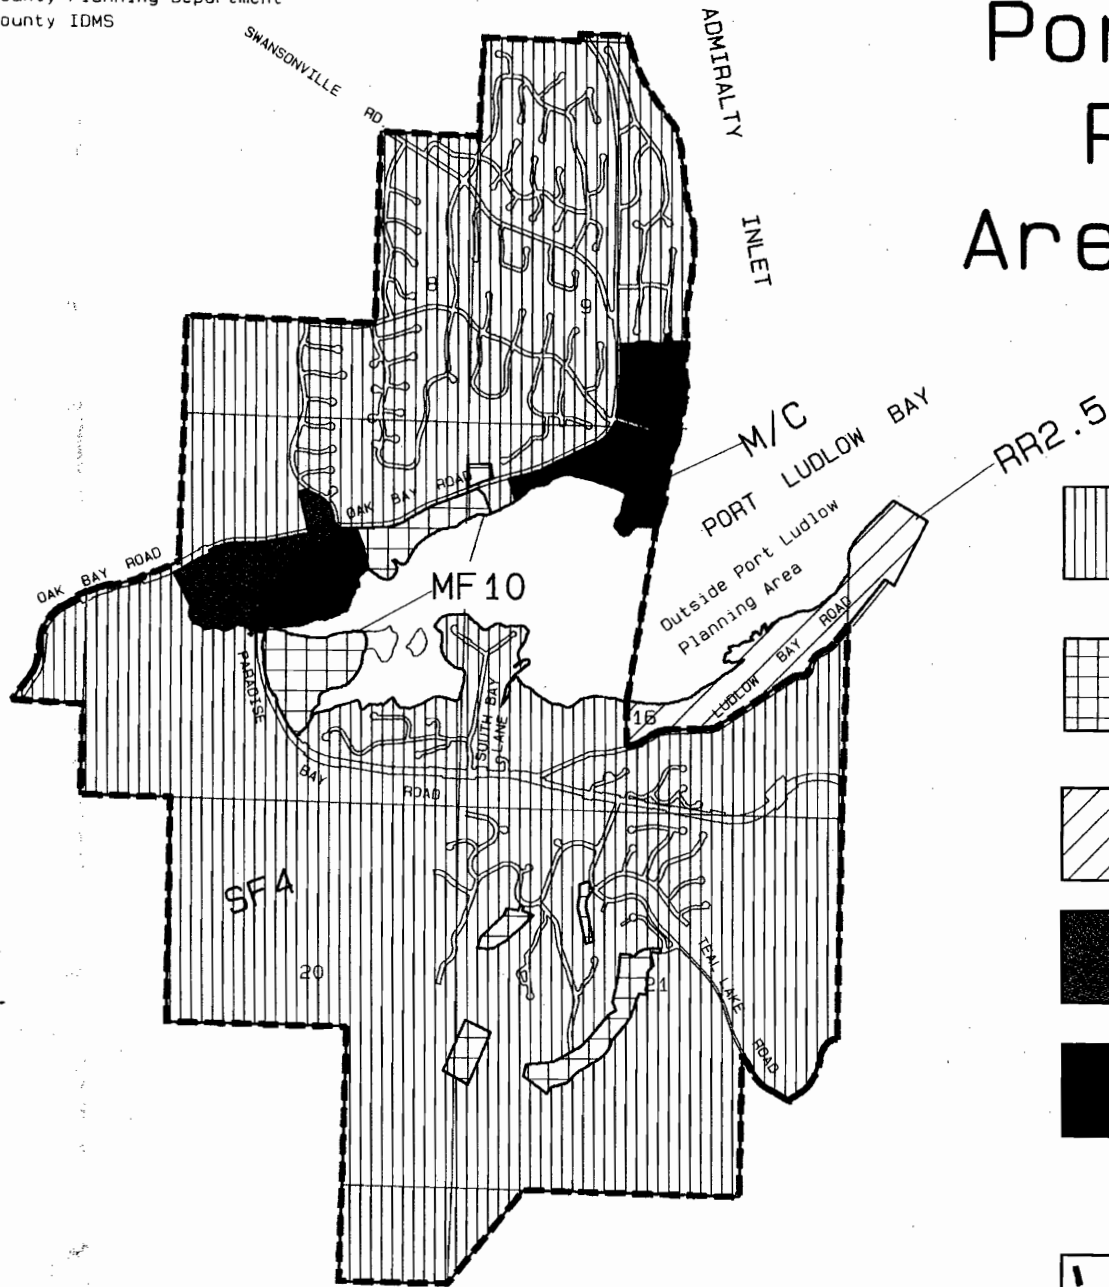 ounty IDMS
SWANSONVILLE RD.
ADMIRALTY INLET
Por
Are
8
9
M/C
PORT LUDLOW BAY
RR2.5
Outside Port Ludlow
Planning Area
OAK BAY ROAD
OAK BAY ROAD
MF10
LUDLOW BAY ROAD
16
PARADISE BAY ROAD
SOUTH BAY
LANE
SF4
20
21
TEAL LAKE ROAD